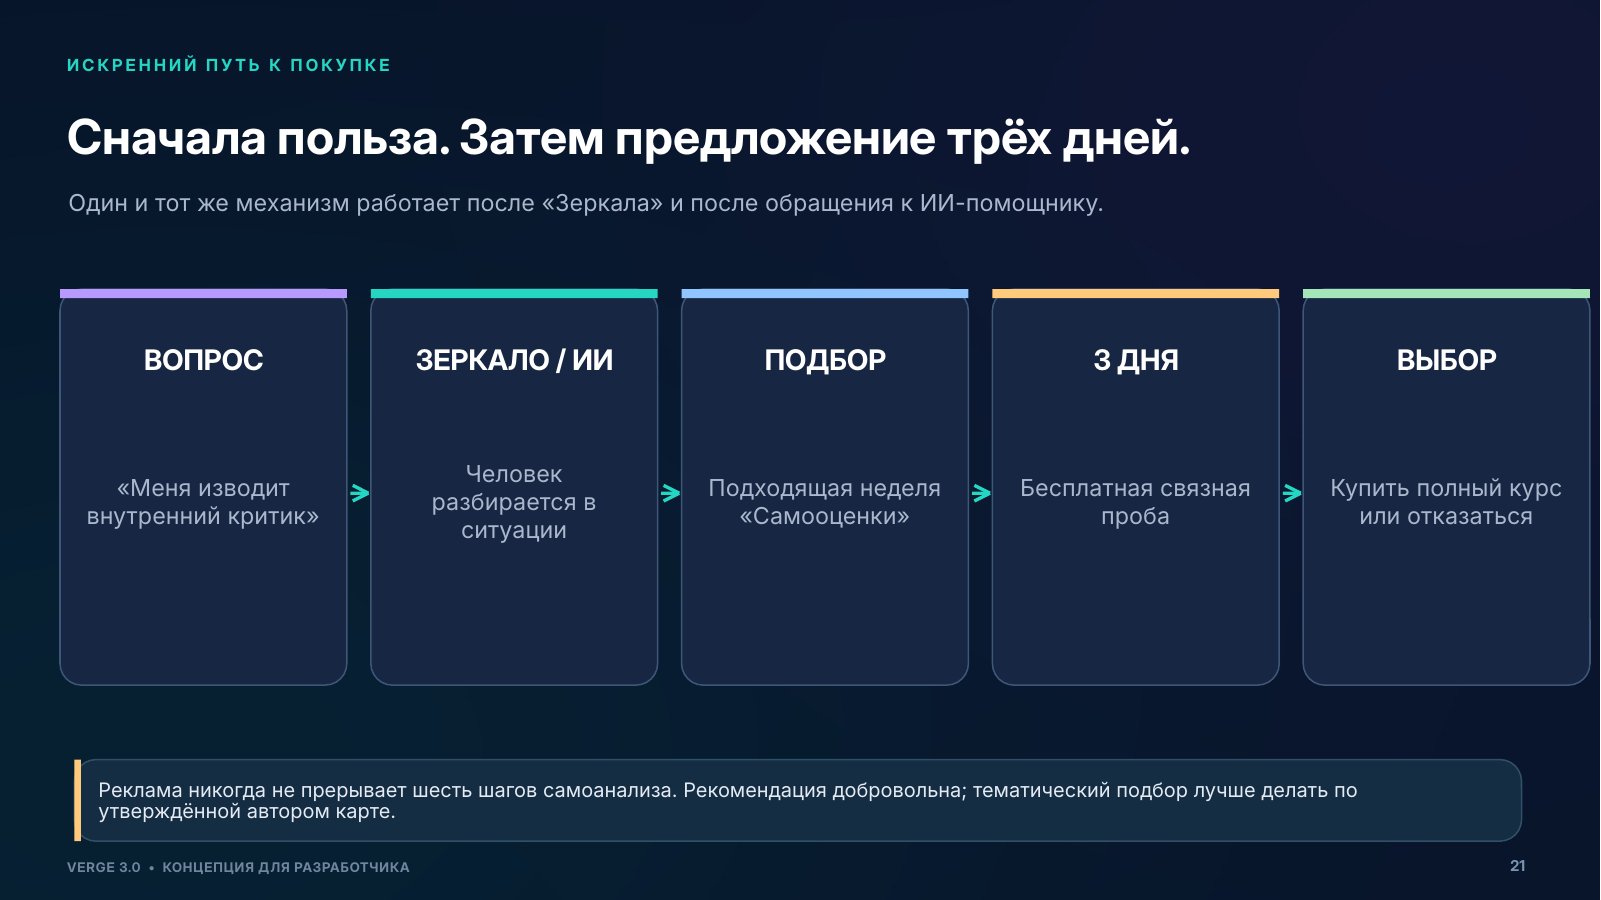 ИСКРЕННИЙ ПУТЬ К ПОКУПКЕ
Сначала польза. Затем предложение трёх дней.
Один и тот же механизм работает после «Зеркала» и после обращения к ИИ-помощнику.
ВОПРОС
«Меня изводит
внутренний критик»
ЗЕРКАЛО / ИИ
Человек
разбирается в
ситуации
ПОДБОР
Подходящая неделя
«Самооценки»
3 ДНЯ
Бесплатная связная
проба
ВЫБОР
Купить полный курс
или отказаться
Реклама никогда не прерывает шесть шагов самоанализа. Рекомендация добровольна; тематический подбор лучше делать по
утверждённой автором карте.
VERGE 3.0 • КОНЦЕПЦИЯ ДЛЯ РАЗРАБОТЧИКА
21